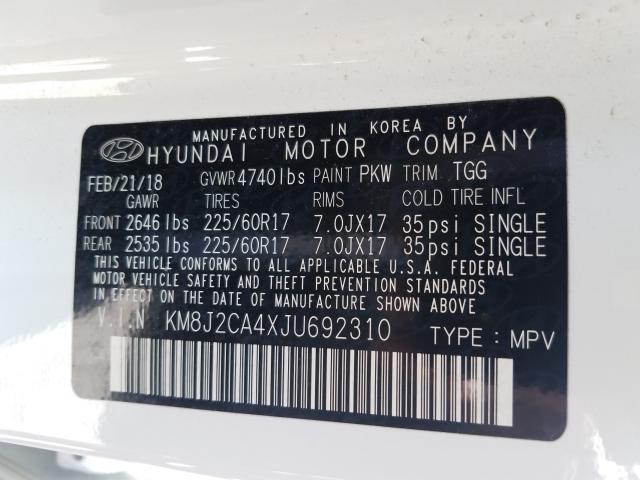 MANUFACTURED IN KOREA BY
HYUNDAI MOTOR COMPANY
FEB/21/18 GVWR 4740lbs PAINT PKW TRIM TGG
GAWR TIRES RIMS COLD TIRE INFL
FRONT 2646lbs 225/60R17 7.0JX17 35psi SINGLE
REAR 2535lbs 225/60R17 7.0JX17 35psi SINGLE
THIS VEHICLE CONFORMS TO ALL APPLICABLE U.S.A. FEDERAL
MOTOR VEHICLE SAFETY AND THEFT PREVENTION STANDARDS
IN EFFECT ON THE DATE OF MANUFACTURE SHOWN ABOVE.
V.I.N KM8J2CA4XJU692310 TYPE : MPV